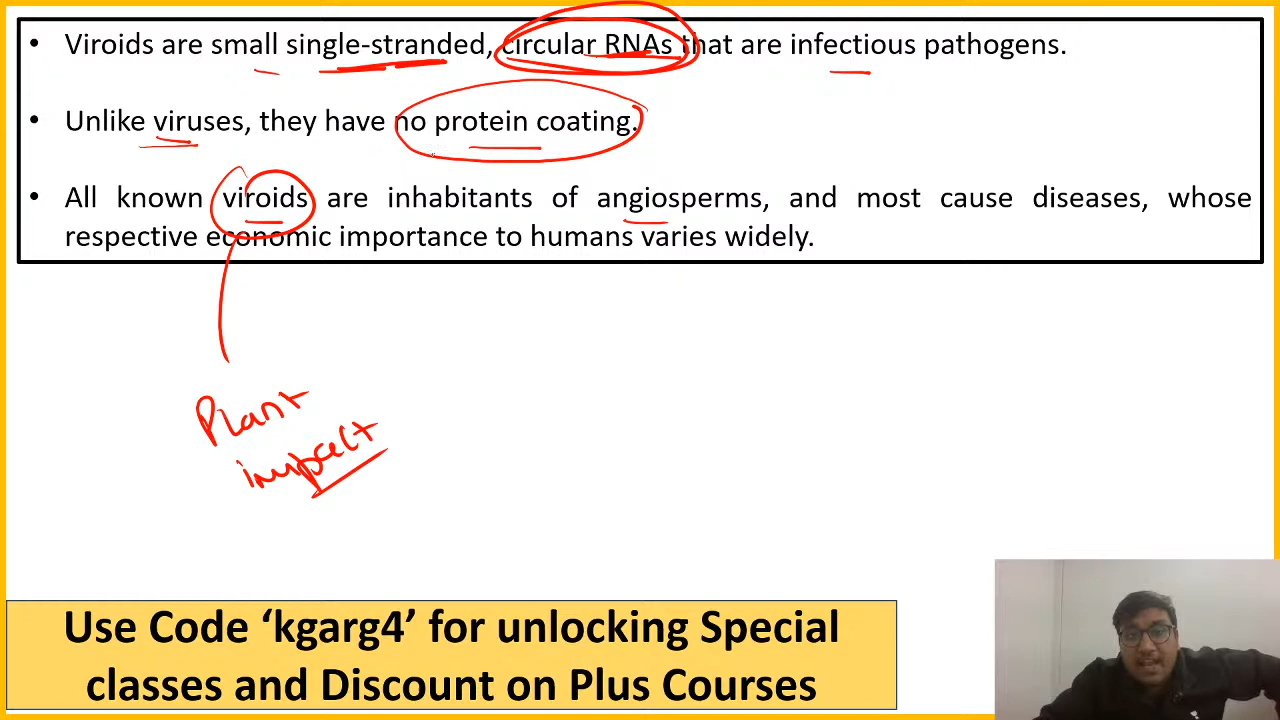 • Viroids are small single-stranded, circular RNAs that are infectious pathogens.
• Unlike viruses, they have no protein coating.
• All known viroids are inhabitants of angiosperms, and most cause diseases, whose
respective economic importance to humans varies widely.
Plant
impact
Use Code ‘kgarg4’ for unlocking Special
classes and Discount on Plus Courses